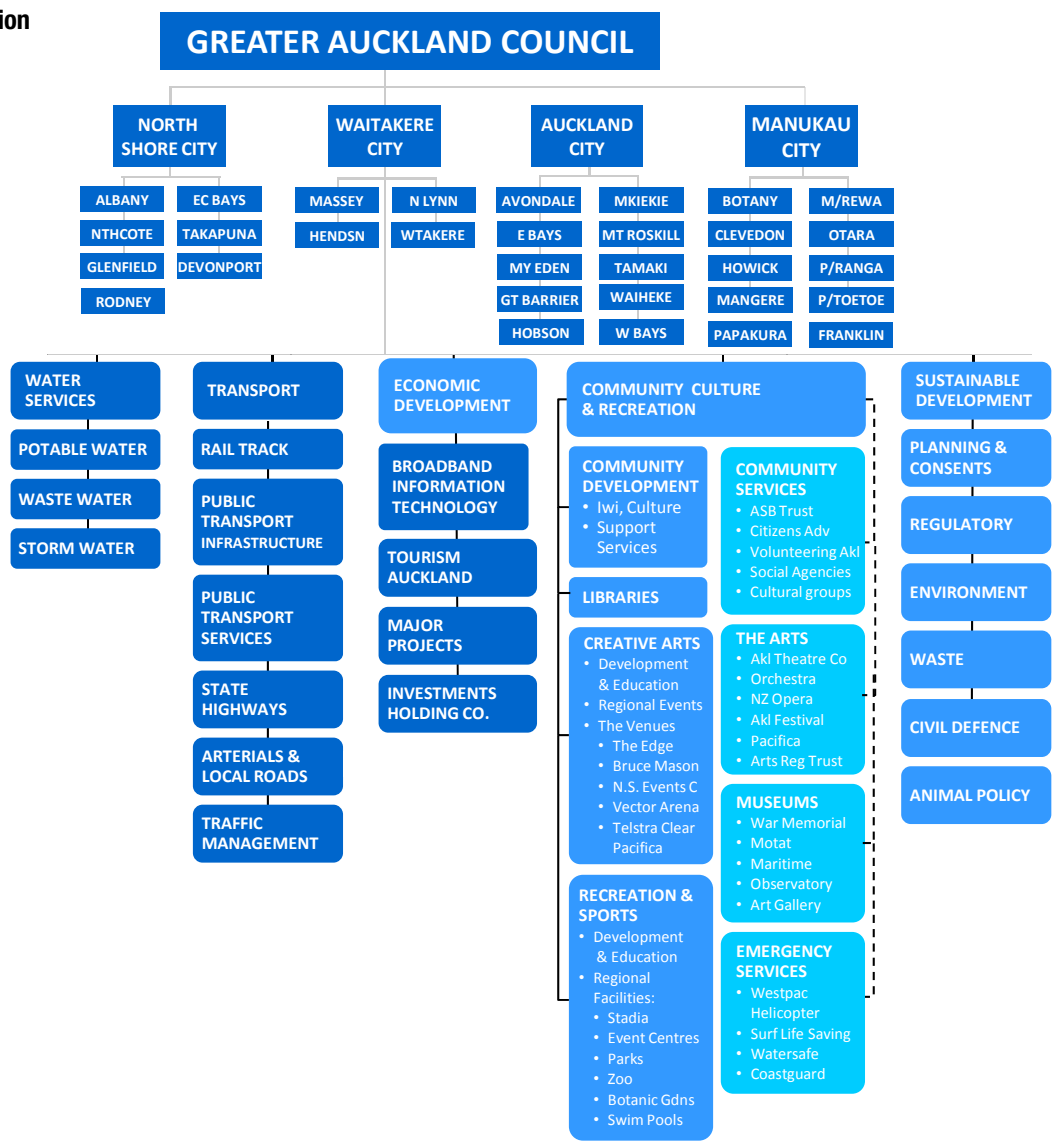 ion
GREATER AUCKLAND COUNCIL
NORTH
SHORE CITY
WAITAKERE
CITY
AUCKLAND
CITY
MANUKAU
CITY
ALBANY
EC BAYS
NTHCOTE
TAKAPUNA
GLENFIELD
DEVONPORT
RODNEY
MASSEY
N LYNN
HENDSN
WTAKERE
AVONDALE
MKIEKIE
E BAYS
MT ROSKILL
MY EDEN
TAMAKI
GT BARRIER
WAIHEKE
HOBSON
W BAYS
BOTANY
M/REWA
CLEVEDON
OTARA
HOWICK
P/RANGA
MANGERE
P/TOETOE
PAPAKURA
FRANKLIN
WATER
SERVICES
POTABLE WATER
WASTE WATER
STORM WATER
TRANSPORT
RAIL TRACK
PUBLIC
TRANSPORT
INFRASTRUCTURE
PUBLIC
TRANSPORT
SERVICES
STATE
HIGHWAYS
ARTERIALS &
LOCAL ROADS
TRAFFIC
MANAGEMENT
ECONOMIC
DEVELOPMENT
BROADBAND
INFORMATION
TECHNOLOGY
TOURISM
AUCKLAND
MAJOR
PROJECTS
INVESTMENTS
HOLDING CO.
COMMUNITY CULTURE
& RECREATION
COMMUNITY
DEVELOPMENT
• Iwi, Culture
• Support
Services
LIBRARIES
CREATIVE ARTS
• Development
& Education
• Regional Events
• The Venues
• The Edge
• Bruce Mason
• N.S. Events C
• Vector Arena
• Telstra Clear
Pacifica
RECREATION &
SPORTS
• Development
& Education
• Regional
Facilities:
• Stadia
• Event Centres
• Parks
• Zoo
• Botanic Gdns
• Swim Pools
COMMUNITY
SERVICES
• ASB Trust
• Citizens Adv
• Volunteering Akl
• Social Agencies
• Cultural groups
THE ARTS
• Akl Theatre Co
• Orchestra
• NZ Opera
• Akl Festival
• Pacifica
• Arts Reg Trust
MUSEUMS
• War Memorial
• Motat
• Maritime
• Observatory
• Art Gallery
EMERGENCY
SERVICES
• Westpac
Helicopter
• Surf Life Saving
• Watersafe
• Coastguard
SUSTAINABLE
DEVELOPMENT
PLANNING &
CONSENTS
REGULATORY
ENVIRONMENT
WASTE
CIVIL DEFENCE
ANIMAL POLICY